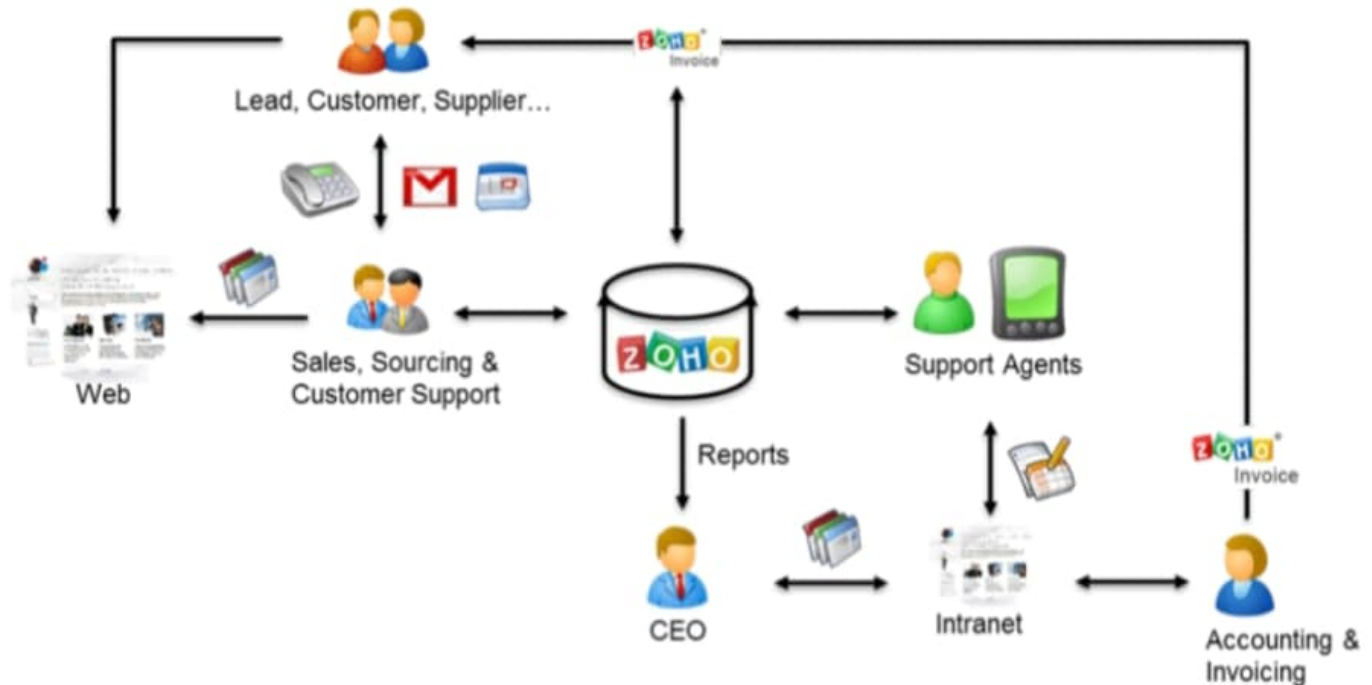 ZOHO
Invoice
Lead, Customer, Supplier...
ZOHO
Web
Sales, Sourcing &
Customer Support
Support Agents
Reports
ZOHO
Invoice
CEO
Intranet
Accounting &
Invoicing